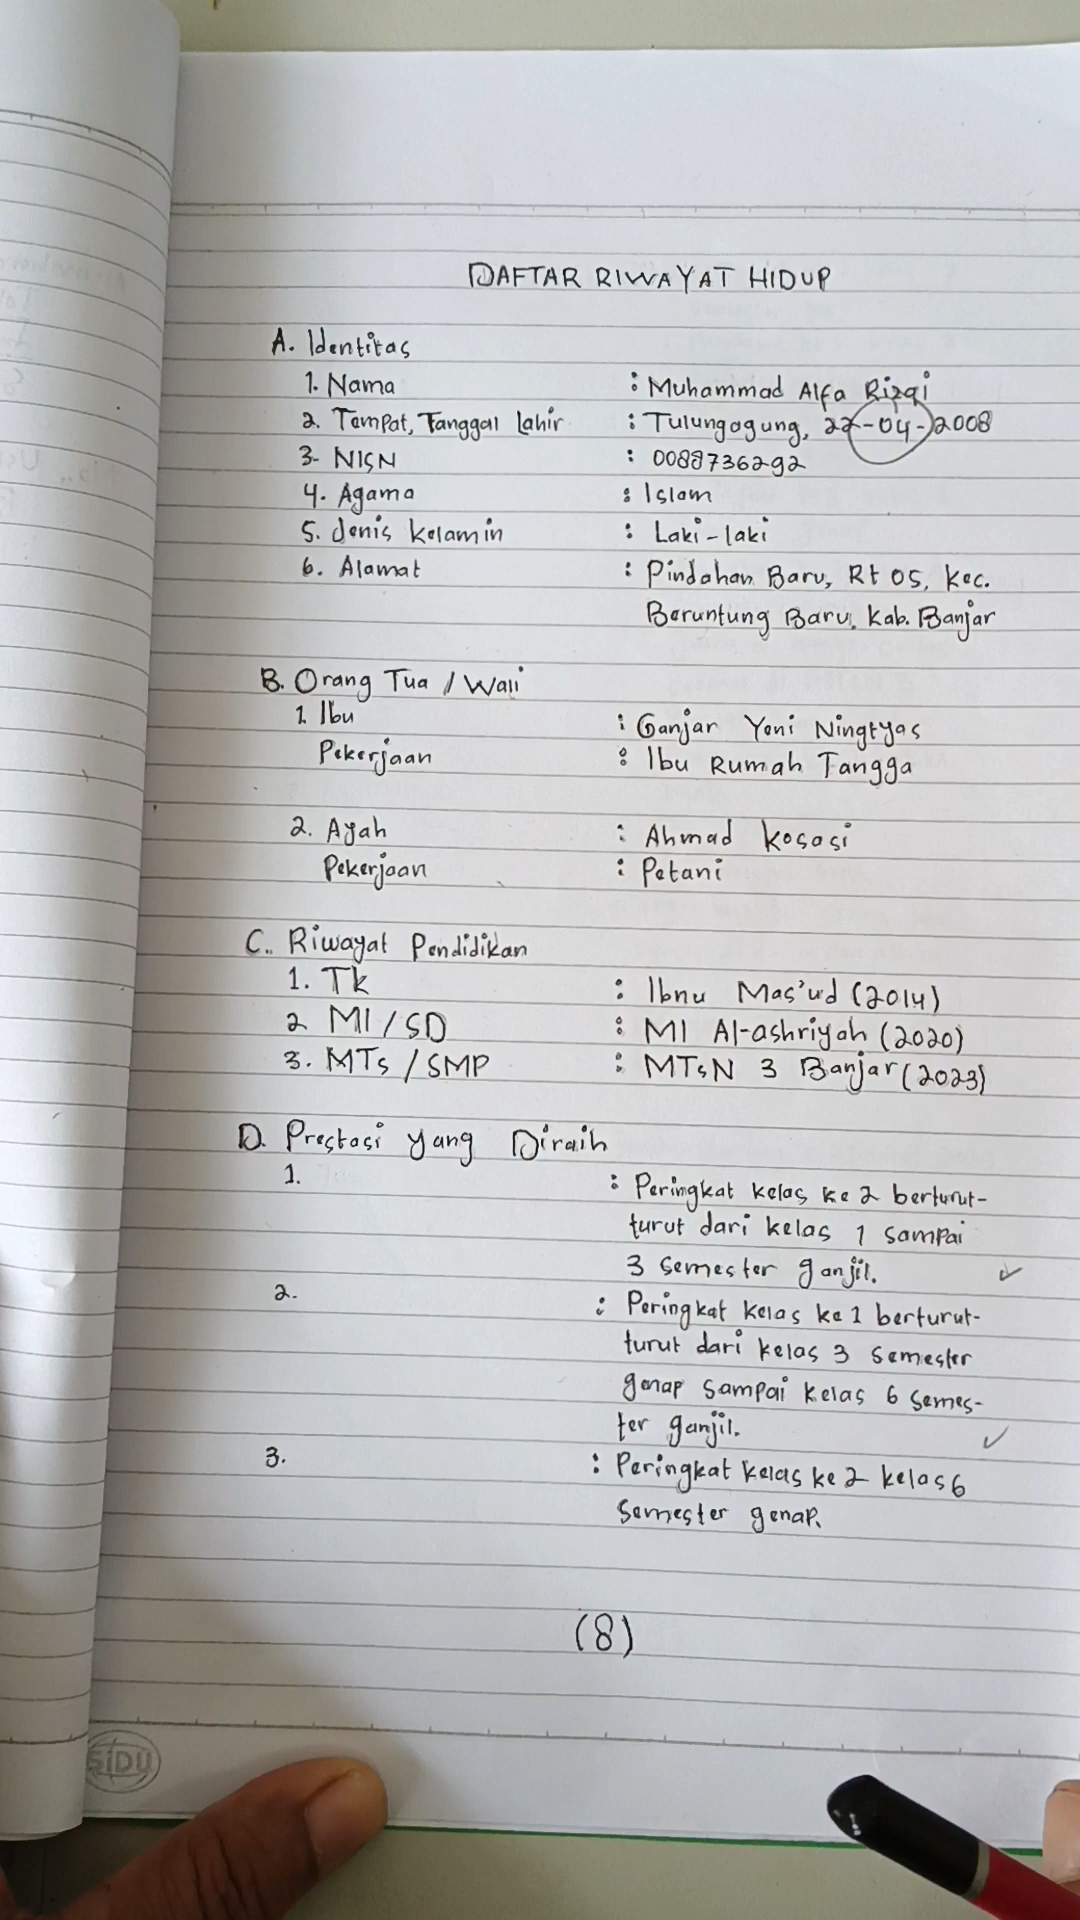 DAFTAR RIWAYAT HIDUP
A. Identitas
1. Nama : Muhammad Alfa Rizqi
2. Tempat, Tanggal Lahir : Tulungagung, 22-04-2008
3. NISN : 0088736292
4. Agama : Islam
5. Jenis kelamin : Laki-laki
6. Alamat : Pindahan Baru, Rt 05, Kec.
Beruntung Baru, Kab. Banjar
B. Orang Tua / Wali
1. Ibu : Ganjar Yeni Ningtyas
Pekerjaan : Ibu Rumah Tangga
2. Ayah : Ahmad Kosasi
Pekerjaan : Petani
C. Riwayat Pendidikan
1. Tk : Ibnu Mas'ud (2014)
2 MI / SD : MI Al-ashriyah (2020)
3. MTs / SMP : MTsN 3 Banjar (2023)
D. Prestasi yang Diraih
1. : Peringkat kelas ke 2 berturut-
turut dari kelas 1 sampai
3 semester ganjil.
2. : Peringkat kelas ke 1 berturut-
turut dari kelas 3 semester
genap sampai kelas 6 semes-
ter ganjil.
3. : Peringkat kelas ke 2 kelas 6
semester genap.
(8)
SiDU